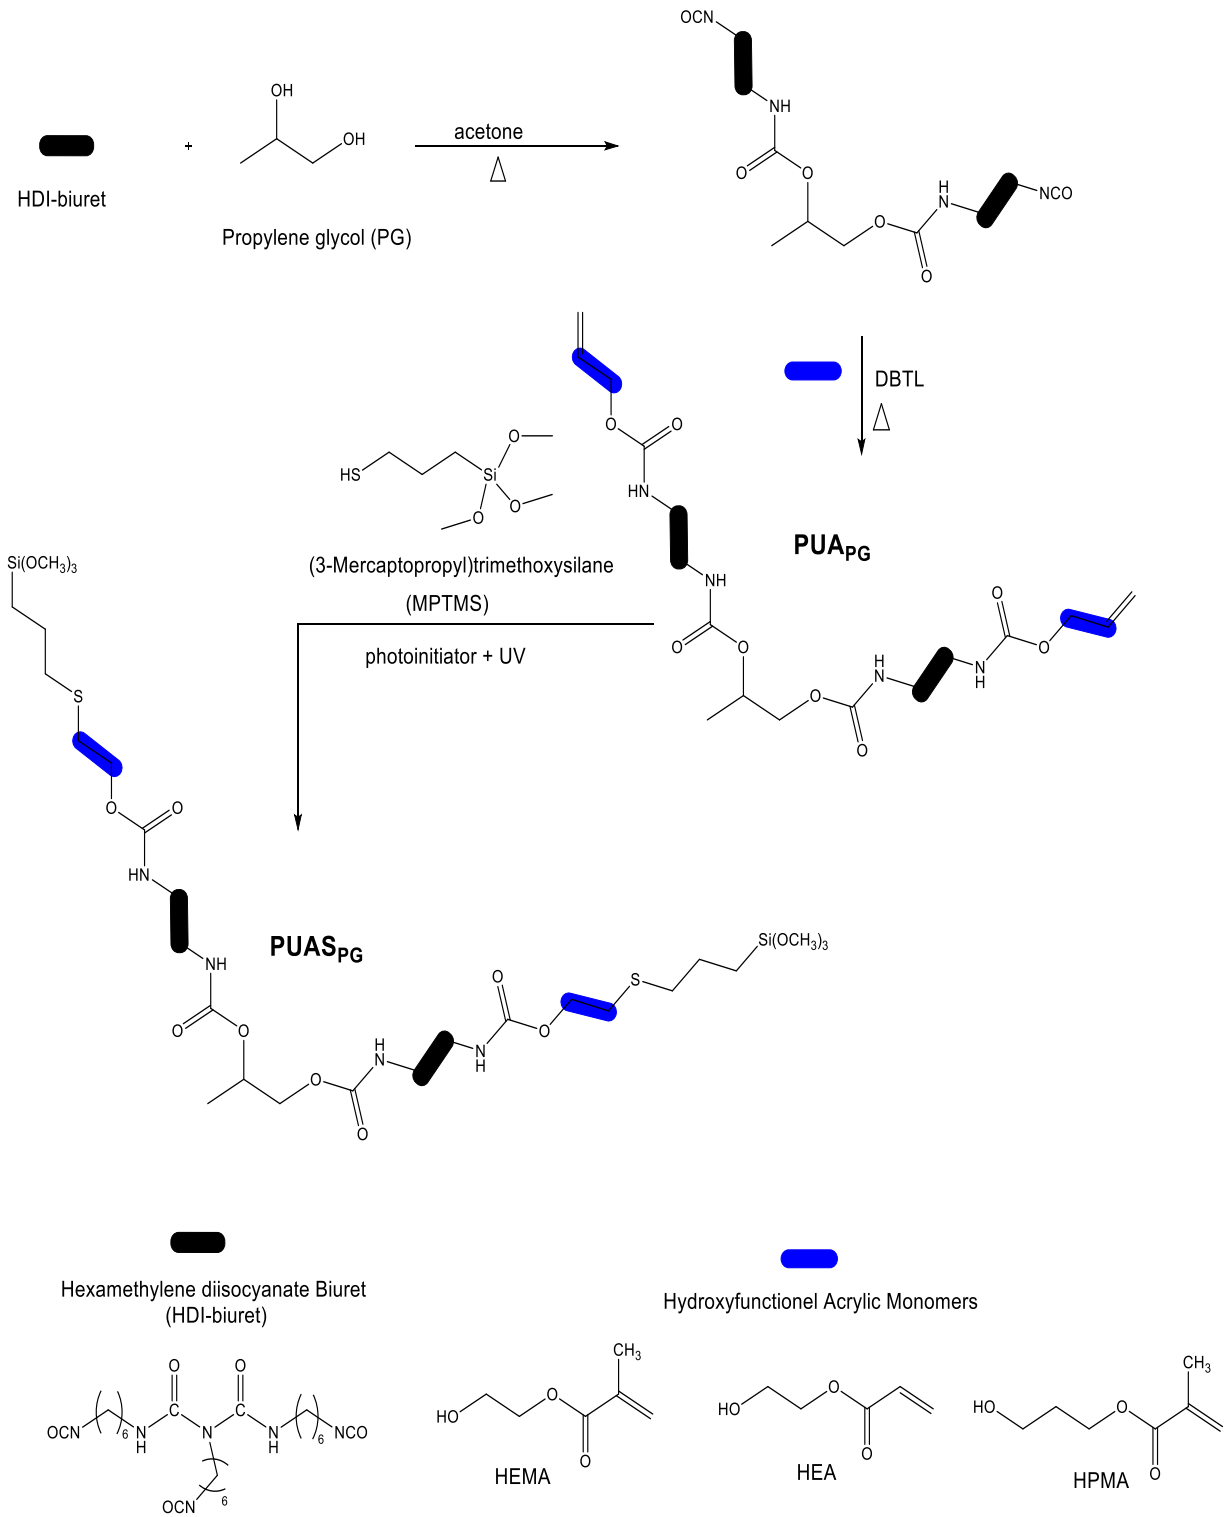 OCN
NH
O
O
H
N
NCO
O
O
OH
OH
+
acetone
△
HDI-biuret
Propylene glycol (PG)
DBTL
△
O
O
HN
HS
Si
O
O
O
PUAPG
(3-Mercaptopropyl)trimethoxysilane
(MPTMS)
photoinitiator + UV
NH
O
O
O
O
H
N
N
H
O
O
O
Si(OCH3)3
S
O
O
HN
PUASPG
NH
O
O
O
O
H
N
N
H
O
O
S
Si(OCH3)3
O
Hexamethylene diisocyanate Biuret
(HDI-biuret)
Hydroxyfunctionel Acrylic Monomers
O
O
OCN
6
N
H
C
N
C
N
H
6
NCO
OCN
6
CH3
HO
O
O
HEMA
HO
O
O
HEA
CH3
HO
O
O
HPMA